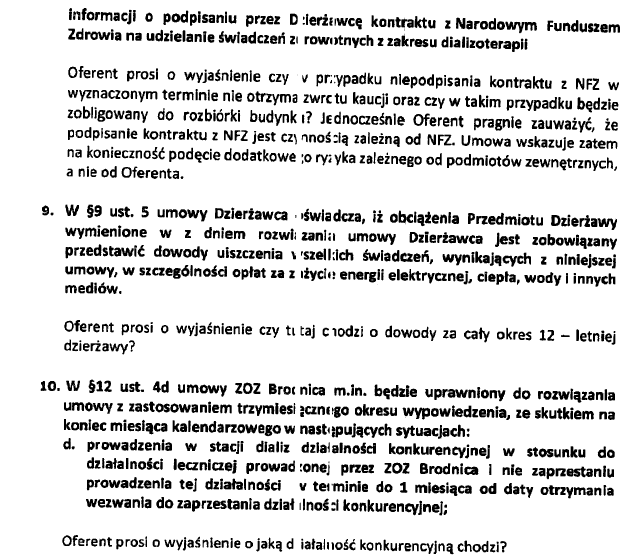 informacji o podpisaniu przez Dzierżawcę kontraktu z Narodowym Funduszem
Zdrowia na udzielanie świadczeń zdrowotnych z zakresu dializoterapii
Oferent prosi o wyjaśnienie czy w przypadku niepodpisania kontraktu z NFZ w
wyznaczonym terminie nie otrzyma zwrotu kaucji oraz czy w takim przypadku będzie
zobligowany do rozbiórki budynku? Jednocześnie Oferent pragnie zauważyć, że
podpisanie kontraktu z NFZ jest czynnością zależną od NFZ. Umowa wskazuje zatem
na konieczność podęcie dodatkowego ryzyka zależnego od podmiotów zewnętrznych,
a nie od Oferenta.
9. W §9 ust. 5 umowy Dzierżawca oświadcza, iż obciążenia Przedmiotu Dzierżawy
wymienione w z dniem rozwiązania umowy Dzierżawca jest zobowiązany
przedstawić dowody uiszczenia wszelkich świadczeń, wynikających z niniejszej
umowy, w szczególności opłat za zużycie energii elektrycznej, ciepła, wody i innych
mediów.
Oferent prosi o wyjaśnienie czy tutaj chodzi o dowody za cały okres 12 – letniej
dzierżawy?
10. W §12 ust. 4d umowy ZOZ Brodnica m.in. będzie uprawniony do rozwiązania
umowy z zastosowaniem trzymiesięcznego okresu wypowiedzenia, ze skutkiem na
koniec miesiąca kalendarzowego w następujących sytuacjach:
d. prowadzenia w stacji dializ działalności konkurencyjnej w stosunku do
działalności leczniczej prowadzonej przez ZOZ Brodnica i nie zaprzestaniu
prowadzenia tej działalności w terminie do 1 miesiąca od daty otrzymania
wezwania do zaprzestania działalności konkurencyjnej;
Oferent prosi o wyjaśnienie o jaką działalność konkurencyjną chodzi?